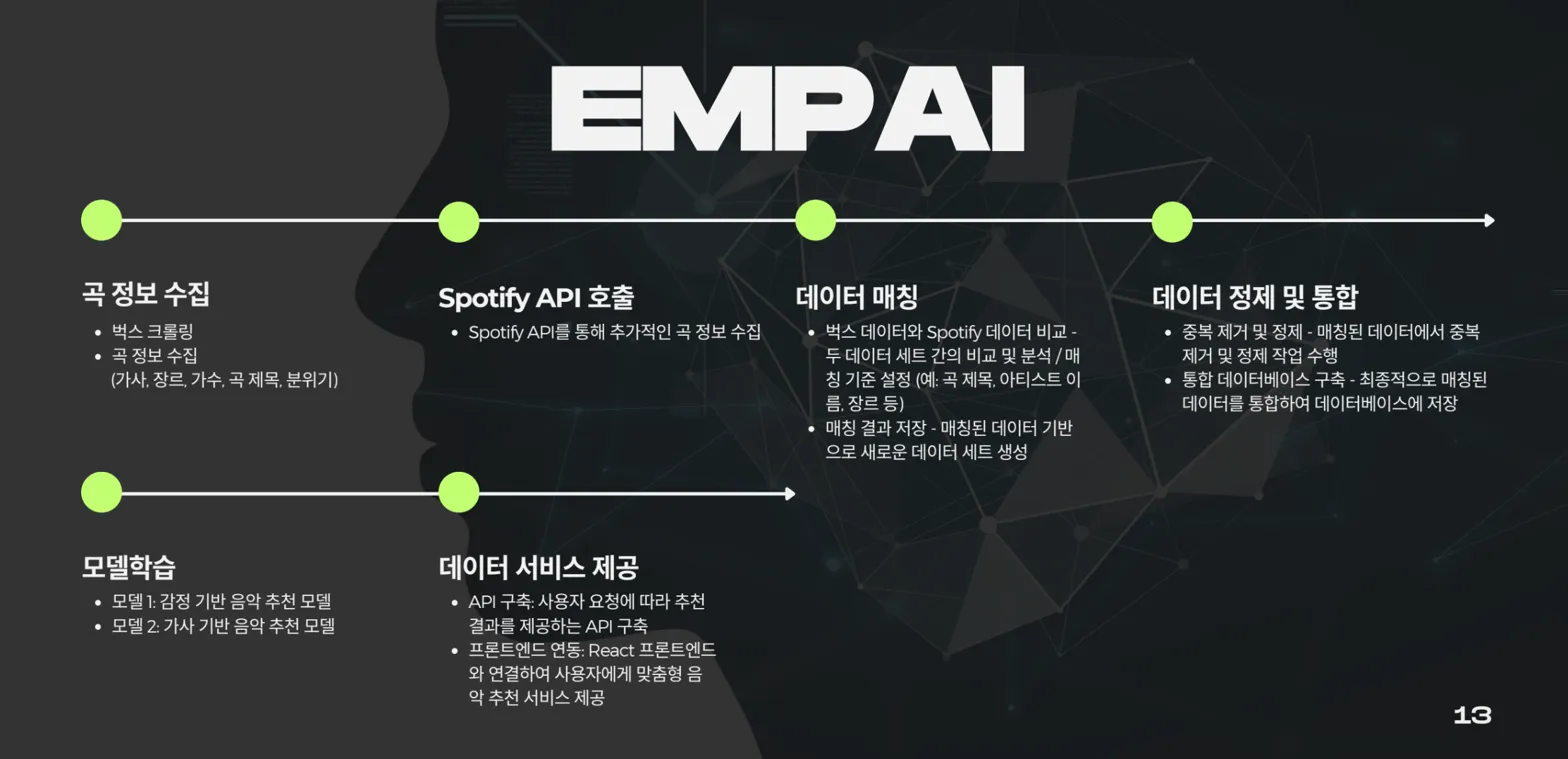 EMPAI
곡 정보 수집
• 벅스 크롤링
• 곡 정보 수집
(가사, 장르, 가수, 곡 제목, 분위기)
Spotify API 호출
• Spotify API를 통해 추가적인 곡 정보 수집
데이터 매칭
• 벅스 데이터와 Spotify 데이터 비교 -
두 데이터 세트 간의 비교 및 분석 / 매
칭 기준 설정 (예: 곡 제목, 아티스트 이
름, 장르 등)
• 매칭 결과 저장 - 매칭된 데이터 기반
으로 새로운 데이터 세트 생성
데이터 정제 및 통합
• 중복 제거 및 정제 - 매칭된 데이터에서 중복
제거 및 정제 작업 수행
• 통합 데이터베이스 구축 - 최종적으로 매칭된
데이터를 통합하여 데이터베이스에 저장
모델학습
• 모델 1: 감정 기반 음악 추천 모델
• 모델 2: 가사 기반 음악 추천 모델
데이터 서비스 제공
• API 구축: 사용자 요청에 따라 추천
결과를 제공하는 API 구축
• 프론트엔드 연동: React 프론트엔드
와 연결하여 사용자에게 맞춤형 음
악 추천 서비스 제공
13